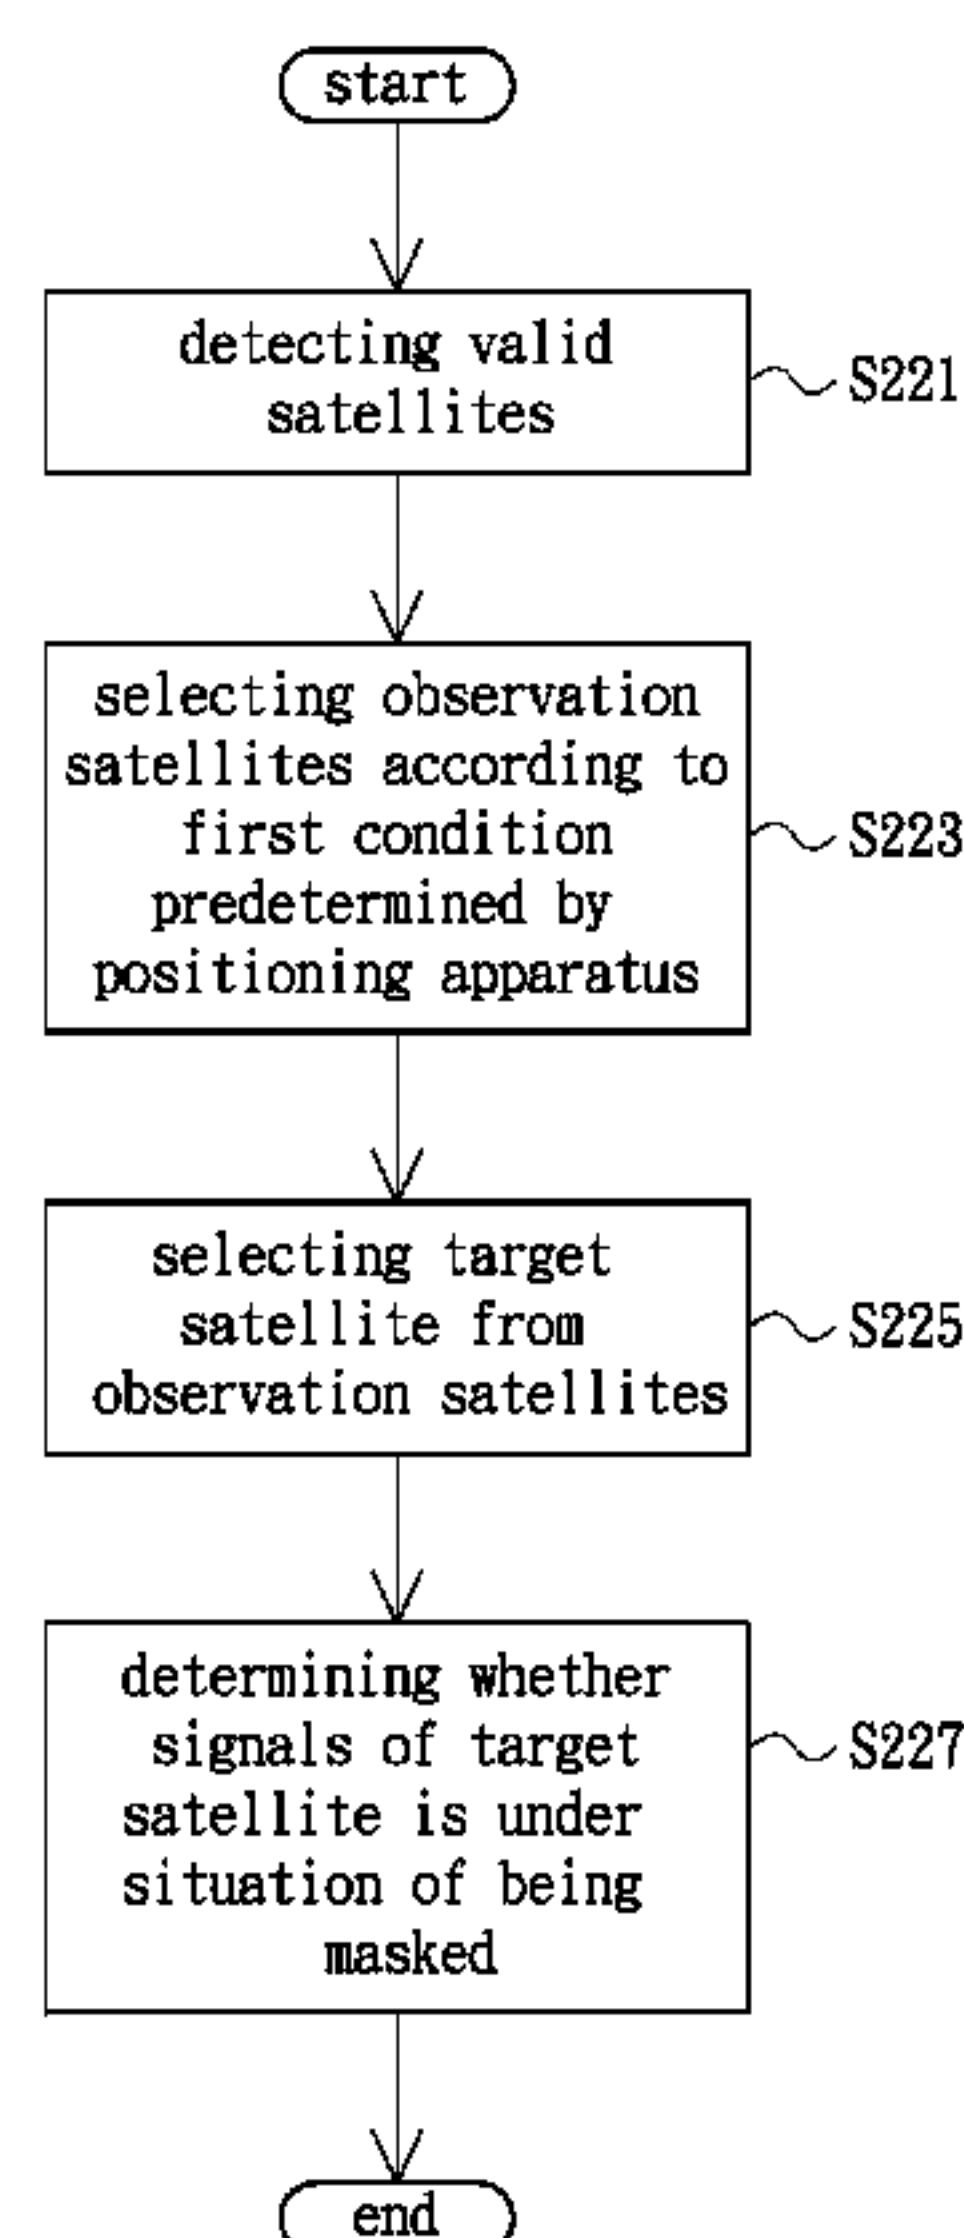 start
detecting valid
satellites
S221
selecting observation
satellites according to
first condition
predetermined by
positioning apparatus
S223
selecting target
satellite from
observation satellites
S225
determining whether
signals of target
satellite is under
situation of being
masked
S227
end